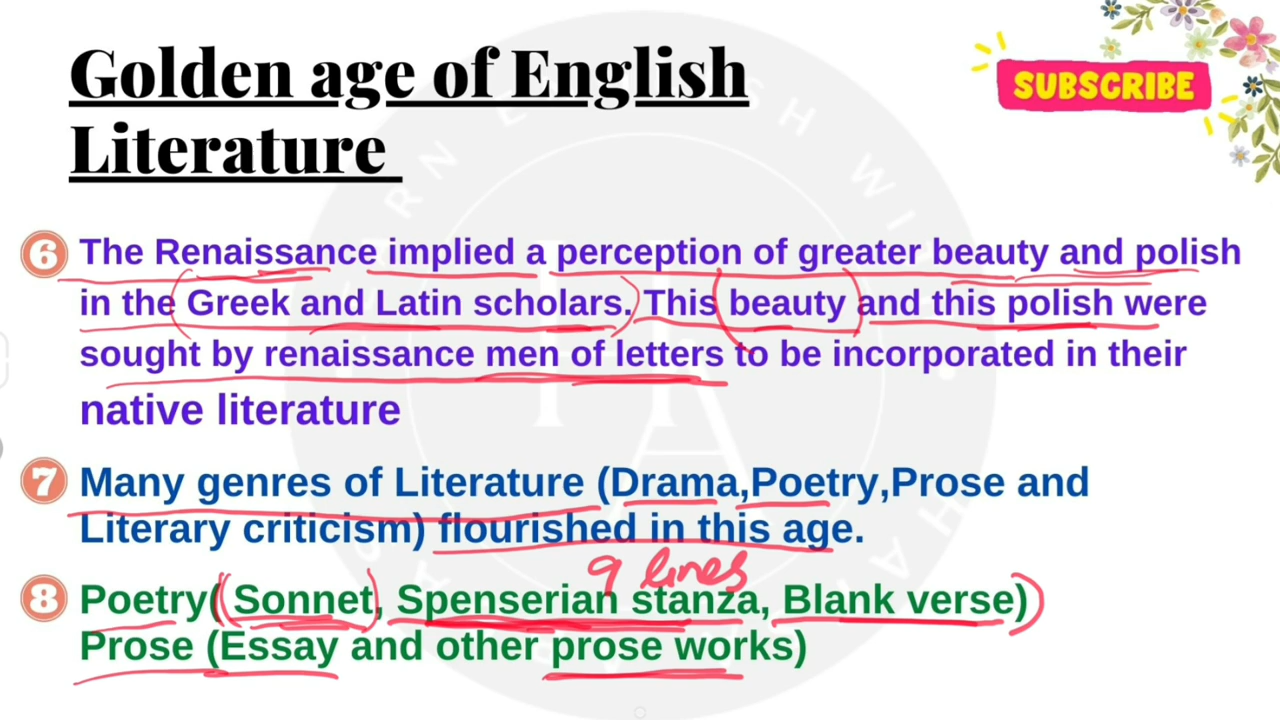 Golden age of English
Literature
SUBSCRIBE
6 The Renaissance implied a perception of greater beauty and polish
in the Greek and Latin scholars. This beauty and this polish were
sought by renaissance men of letters to be incorporated in their
native literature
7 Many genres of Literature (Drama,Poetry,Prose and
Literary criticism) flourished in this age.
9 lines
8 Poetry( Sonnet, Spenserian stanza, Blank verse)
Prose (Essay and other prose works)